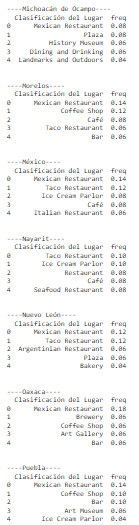 ----Michoacán de Ocampo----
Clasificación del Lugar freq
0 Mexican Restaurant 0.08
1 Plaza 0.08
2 History Museum 0.06
3 Dining and Drinking 0.06
4 Landmarks and Outdoors 0.04
----Morelos----
Clasificación del Lugar freq
0 Mexican Restaurant 0.14
1 Coffee Shop 0.12
2 Café 0.08
3 Taco Restaurant 0.06
4 Bar 0.06
----México----
Clasificación del Lugar freq
0 Mexican Restaurant 0.14
1 Taco Restaurant 0.12
2 Ice Cream Parlor 0.08
3 Café 0.08
4 Italian Restaurant 0.06
----Nayarit----
Clasificación del Lugar freq
0 Taco Restaurant 0.10
1 Ice Cream Parlor 0.10
2 Restaurant 0.08
3 Café 0.08
4 Seafood Restaurant 0.08
----Nuevo León----
Clasificación del Lugar freq
0 Mexican Restaurant 0.12
1 Taco Restaurant 0.12
2 Argentinian Restaurant 0.06
3 Plaza 0.06
4 Bakery 0.04
----Oaxaca----
Clasificación del Lugar freq
0 Mexican Restaurant 0.18
1 Brewery 0.06
2 Coffee Shop 0.06
3 Art Gallery 0.06
4 Bar 0.06
----Puebla----
Clasificación del Lugar freq
0 Mexican Restaurant 0.14
1 Coffee Shop 0.10
2 Bar 0.10
3 Art Museum 0.06
4 Ice Cream Parlor 0.04